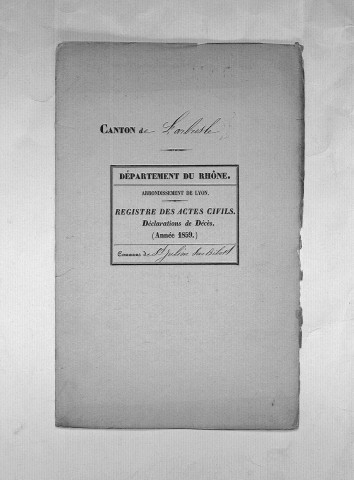 CANTON de L'arbresle
DÉPARTEMENT DU RHÔNE.
ARRONDISSEMENT DE LYON.
REGISTRE DES ACTES CIVILS.
Déclarations de Décès.
(Année 1859.)
Commune de St Julien sur Bibost